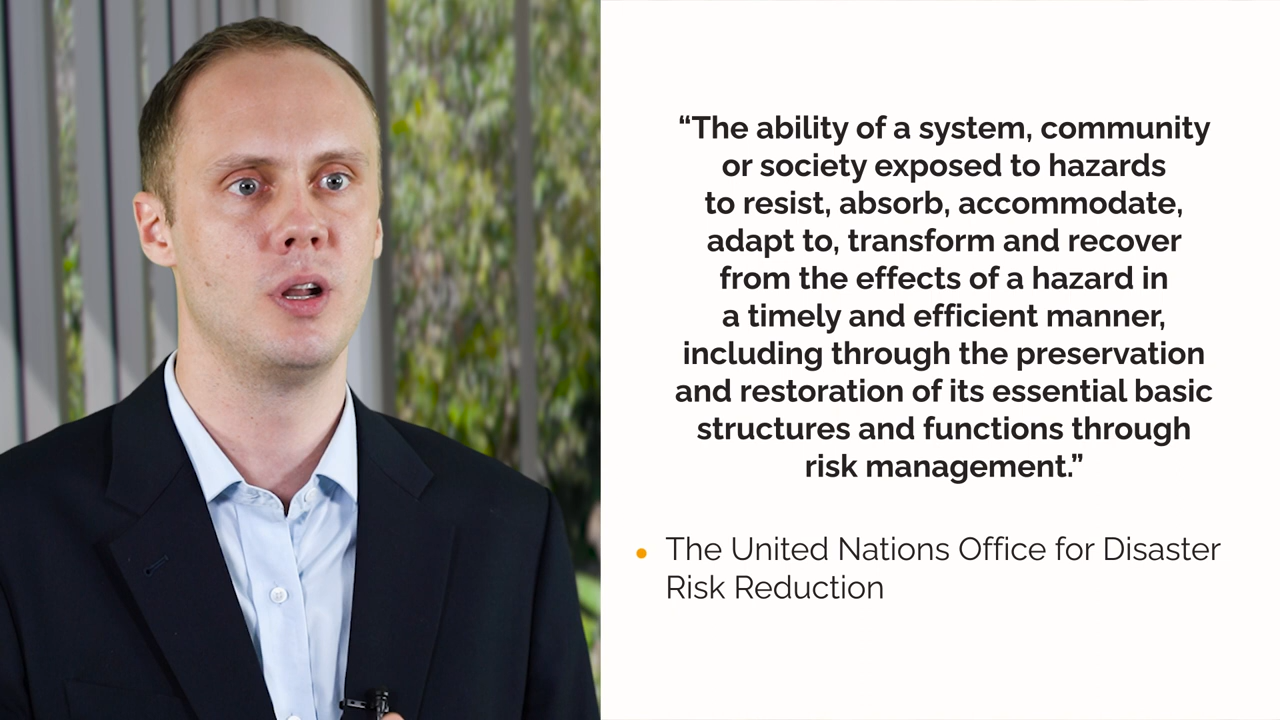 “The ability of a system, community
or society exposed to hazards
to resist, absorb, accommodate,
adapt to, transform and recover
from the effects of a hazard in
a timely and efficient manner,
including through the preservation
and restoration of its essential basic
structures and functions through
risk management.”
The United Nations Office for Disaster
Risk Reduction